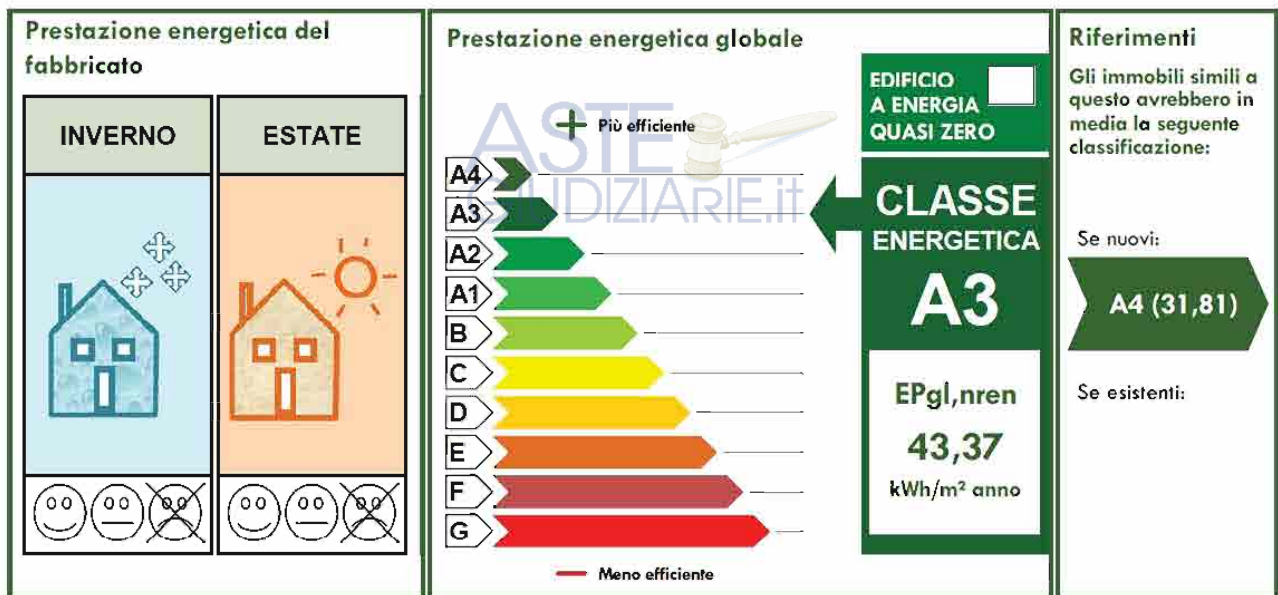 Prestazione energetica del
fabbricato
INVERNO
ESTATE
Prestazione energetica globale
Più efficiente
A4
A3
A2
A1
B
C
D
E
F
G
Meno efficiente
ASTE
GIUDIZIARIE.it
EDIFICIO
A ENERGIA
QUASI ZERO
CLASSE
ENERGETICA
A3
EPgl,nren
43,37
kWh/m² anno
Riferimenti
Gli immobili simili a
questo avrebbero in
media la seguente
classificazione:
Se nuovi:
A4 (31,81)
Se esistenti: